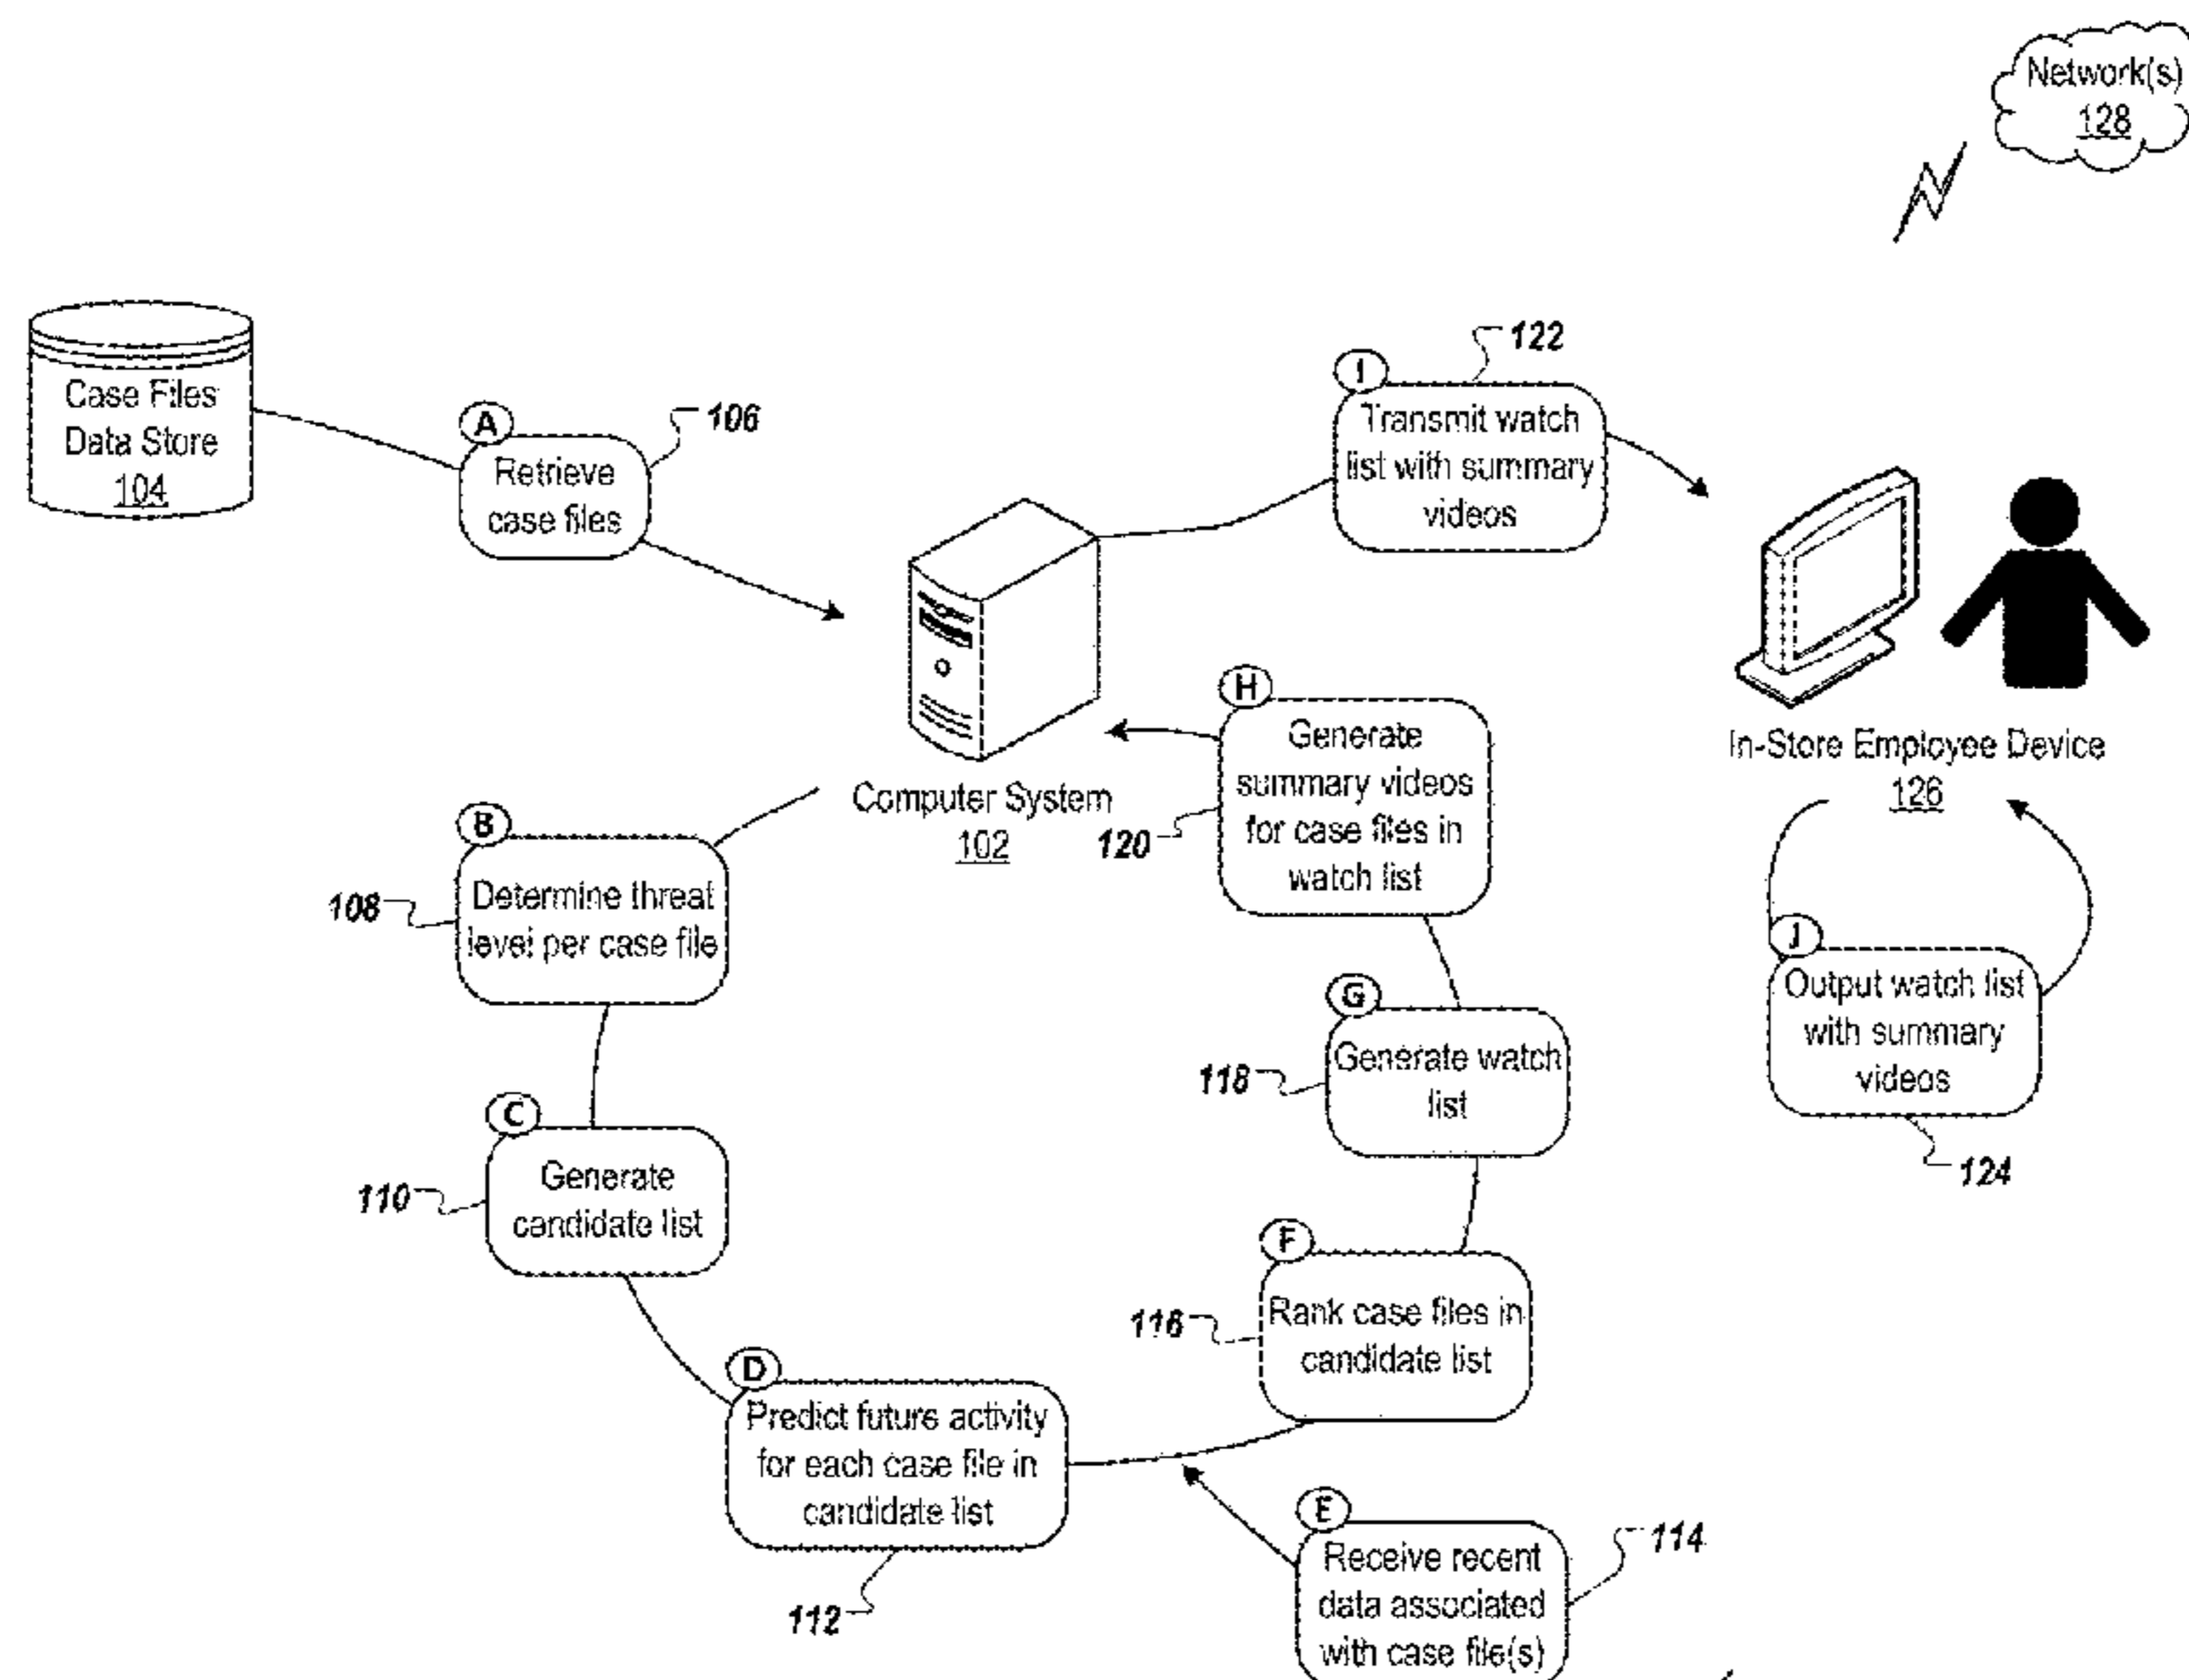 Network(s)
128
Case Files
Data Store
104
A
106
Retrieve
case files
I
122
Transmit watch
list with summary
videos
Computer System
102
In-Store Employee Device
126
B
108
Determine threat
level per case file
C
110
Generate
candidate list
D
Predict future activity
for each case file in
candidate list
112
E
114
Receive recent
data associated
with case file(s)
F
116
Rank case files in
candidate list
G
118
Generate watch
list
H
Generate
summary videos
for case files in
watch list
120
J
Output watch list
with summary
videos
124